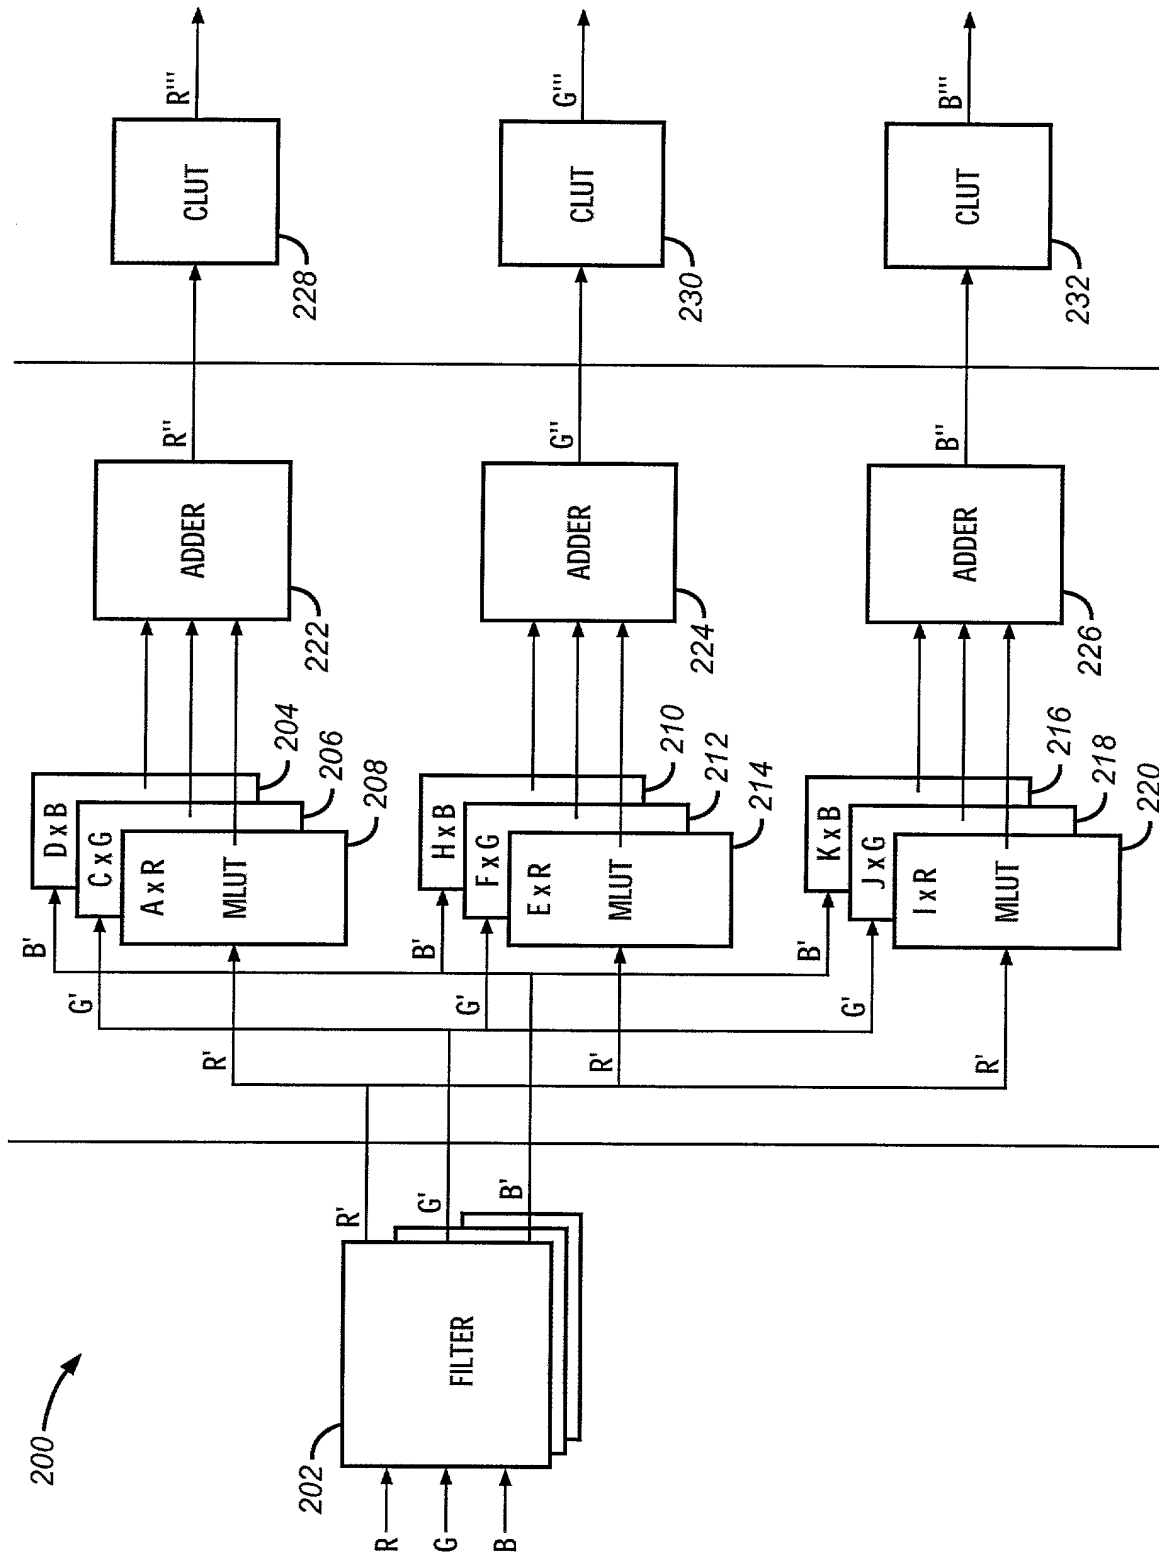 200
R
G
B
202
FILTER
R'
G'
B'
R'
G'
B'
D x B
C x G
A x R
MLUT
204
206
208
ADDER
222
R''
CLUT
228
R'''
R'
G'
B'
H x B
F x G
E x R
MLUT
210
212
214
ADDER
224
G''
CLUT
230
G'''
R'
G'
B'
K x B
J x G
I x R
MLUT
216
218
220
ADDER
226
B''
CLUT
232
B'''